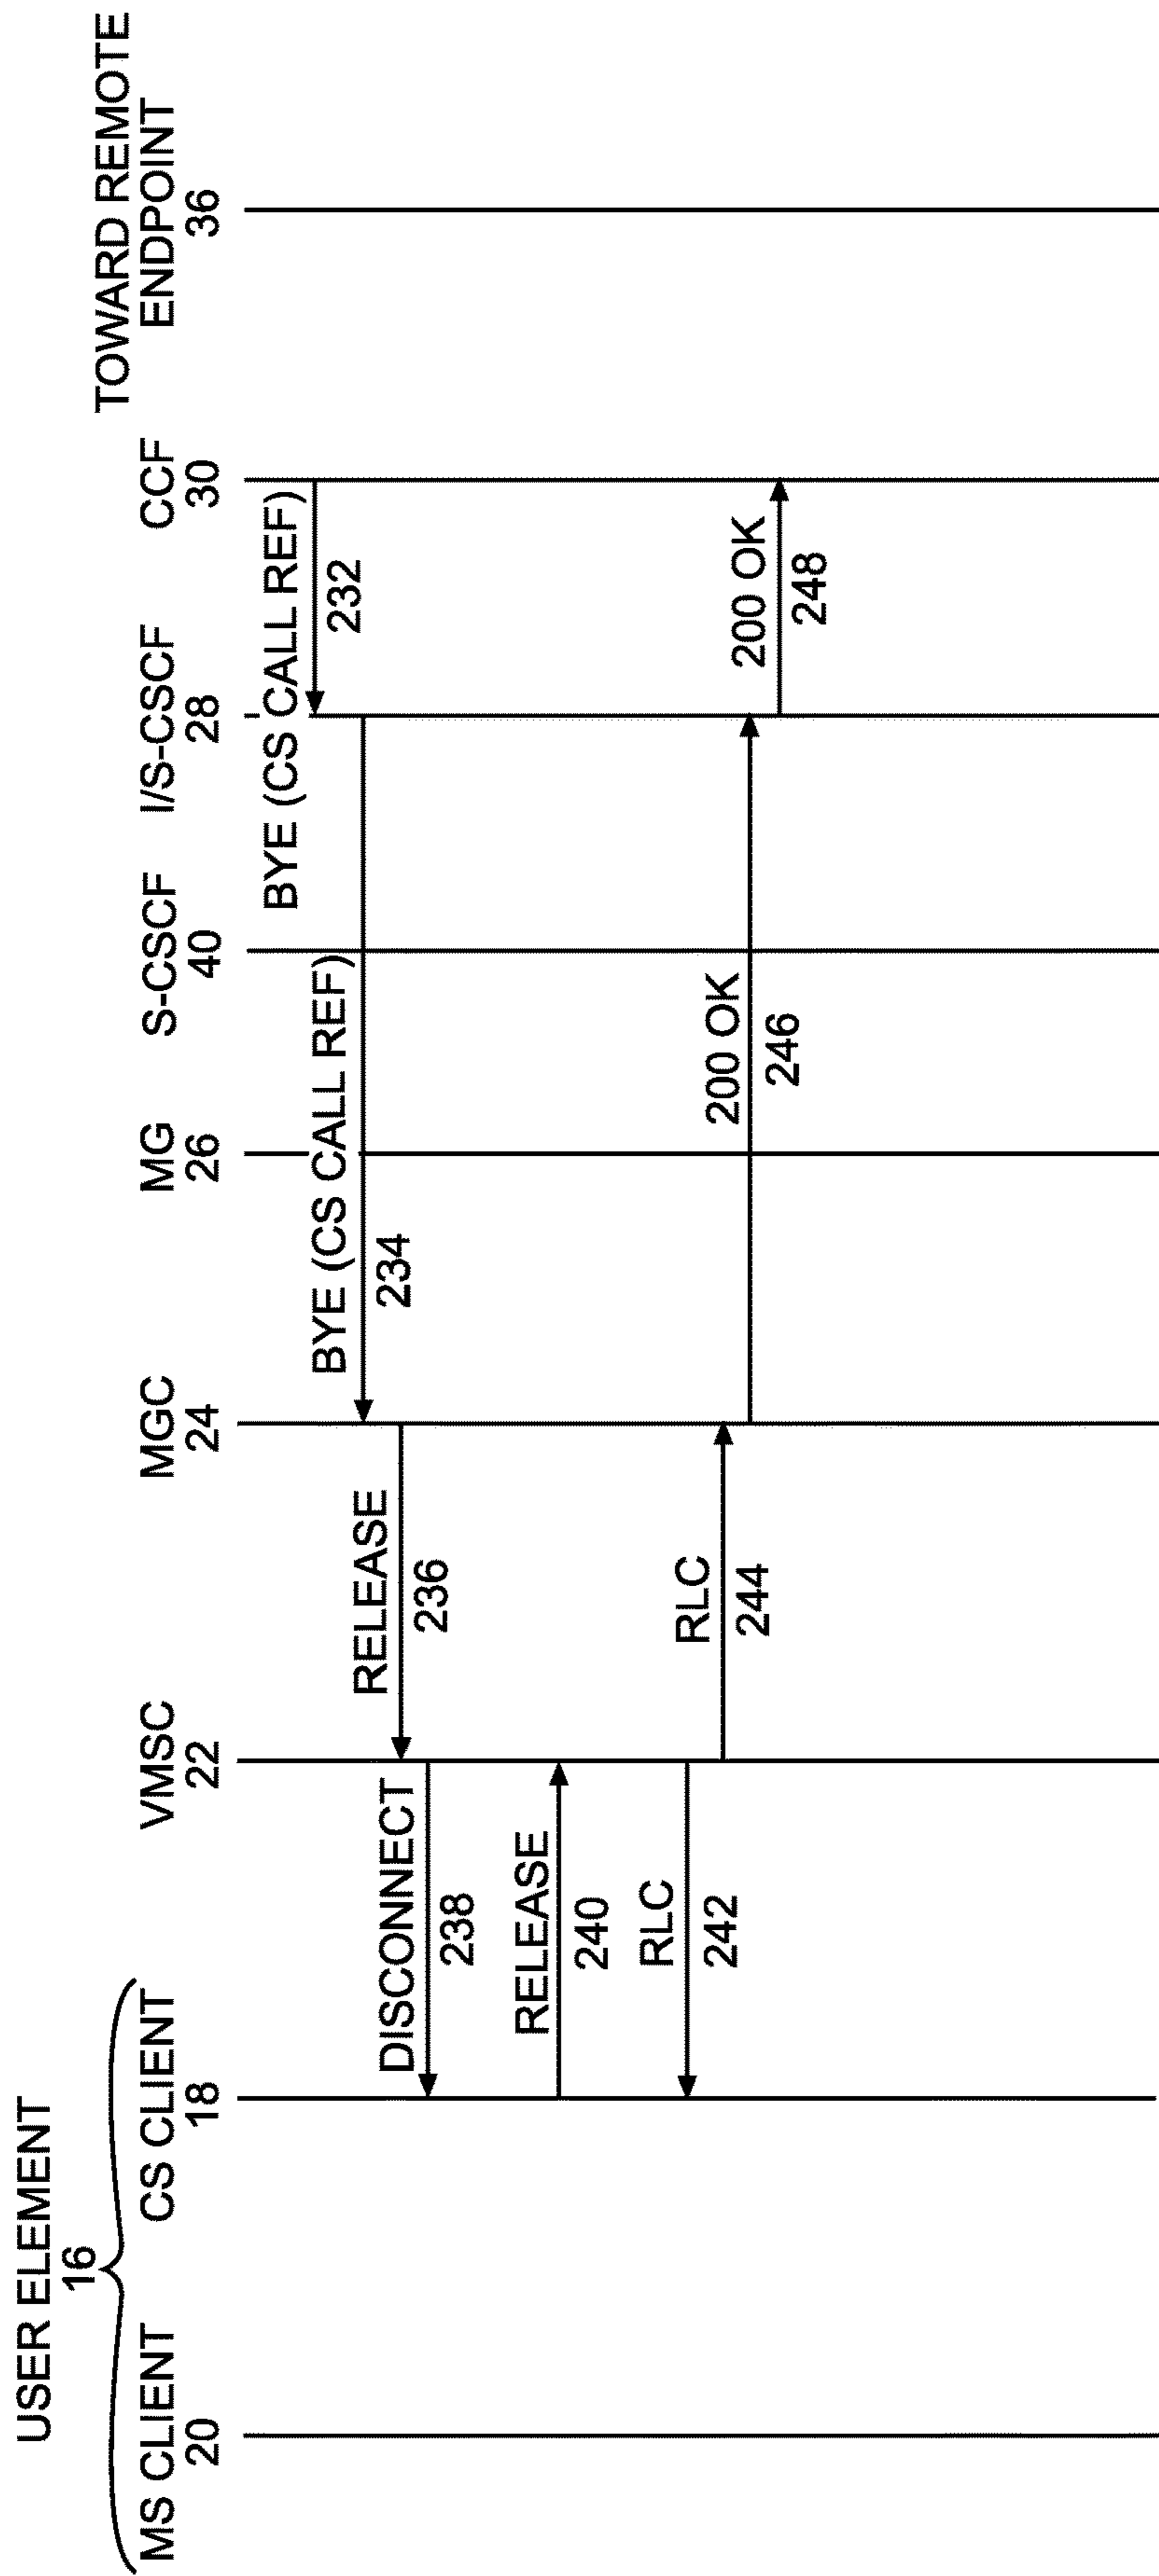 USER ELEMENT
16
MS CLIENT
20
CS CLIENT
18
VMSC
22
MGC
24
MG
26
S-CSCF
40
I/S-CSCF
28
CCF
30
TOWARD REMOTE
ENDPOINT
36
BYE (CS CALL REF)
232
BYE (CS CALL REF)
234
RELEASE
236
DISCONNECT
238
RELEASE
240
RLC
242
RLC
244
200 OK
246
200 OK
248